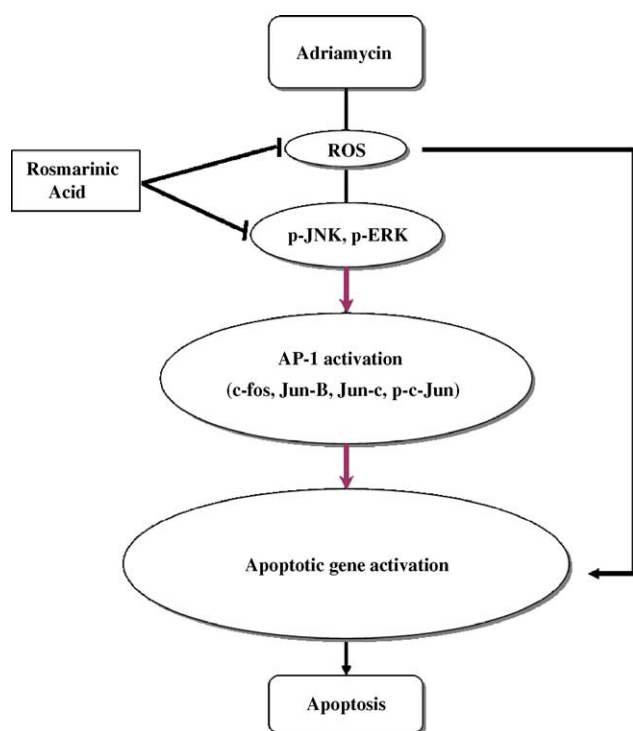 Adriamycin
ROS
Rosmarinic
Acid
p-JNK, p-ERK
AP-1 activation
(c-fos, Jun-B, Jun-c, p-c-Jun)
Apoptotic gene activation
Apoptosis